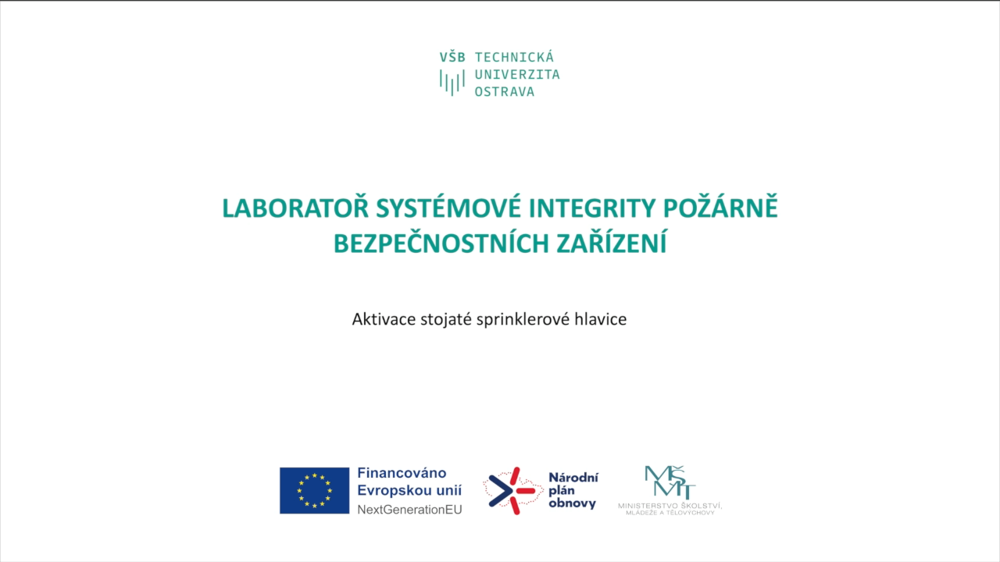 VŠB TECHNICKÁ
UNIVERZITA
OSTRAVA
LABORATOŘ SYSTÉMOVÉ INTEGRITY POŽÁRNĚ
BEZPEČNOSTNÍCH ZAŘÍZENÍ
Aktivace stojaté sprinklerové hlavice
Financováno
Evropskou unií
NextGenerationEU
Národní
plán
obnovy
MŠMT
MINISTERSTVO ŠKOLSTVÍ,
MLÁDEŽE A TĚLOVÝCHOVY